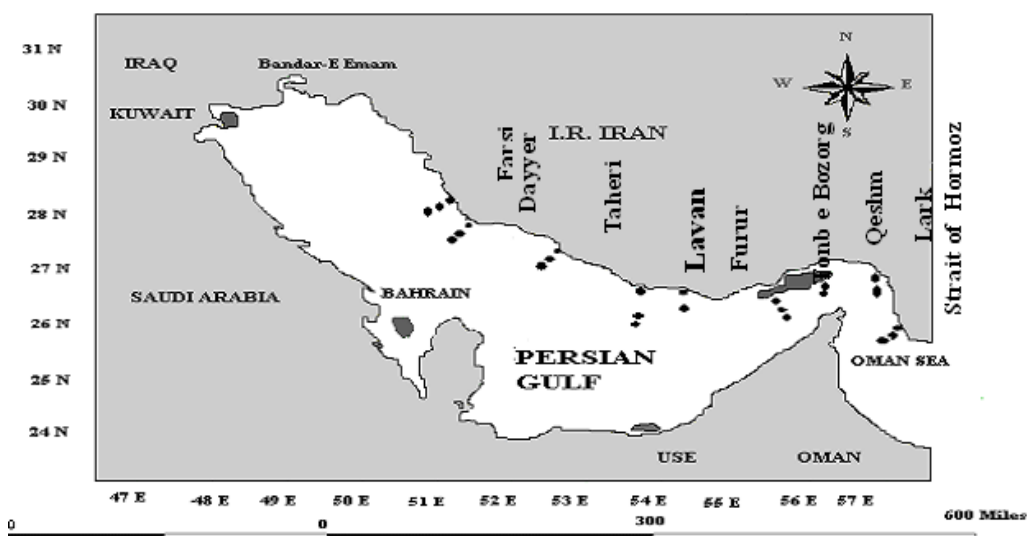 31 N
IRAQ
Bandar-E Emam
N
W
E
S
30 N
KUWAIT
29 N
I.R. IRAN
Farsi
Dayyer
Taheri
Lavan
Furur
Tonb e Bozorg
Qeshm
Lark
Strait of Hormoz
28 N
27 N
SAUDI ARABIA
BAHRAIN
26 N
PERSIAN
GULF
OMAN SEA
25 N
24 N
USE
OMAN
47 E 48 E 49 E 50 E 51 E 52 E 53 E 54 E 55 E 56 E 57 E
0 0 300 600 Miles